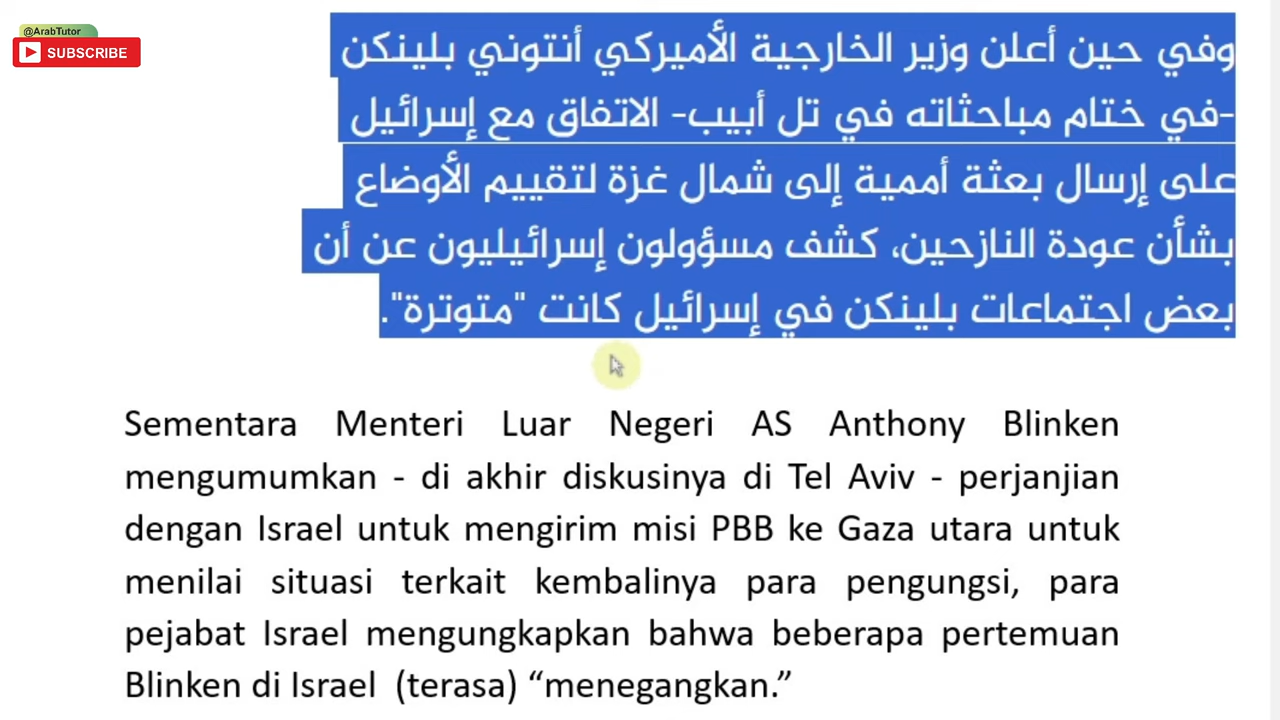 @ArabTutor
SUBSCRIBE
وفي حين أعلن وزير الخارجية الأميركي أنتوني بلينكن
-في ختام مباحثاته في تل أبيب- الاتفاق مع إسرائيل
على إرسال بعثة أممية إلى شمال غزة لتقييم الأوضاع
بشأن عودة النازحين، كشف مسؤولون إسرائيليون عن أن
بعض اجتماعات بلينكن في إسرائيل كانت "متوترة".
Sementara Menteri Luar Negeri AS Anthony Blinken
mengumumkan - di akhir diskusinya di Tel Aviv - perjanjian
dengan Israel untuk mengirim misi PBB ke Gaza utara untuk
menilai situasi terkait kembalinya para pengungsi, para
pejabat Israel mengungkapkan bahwa beberapa pertemuan
Blinken di Israel (terasa) “menegangkan.”